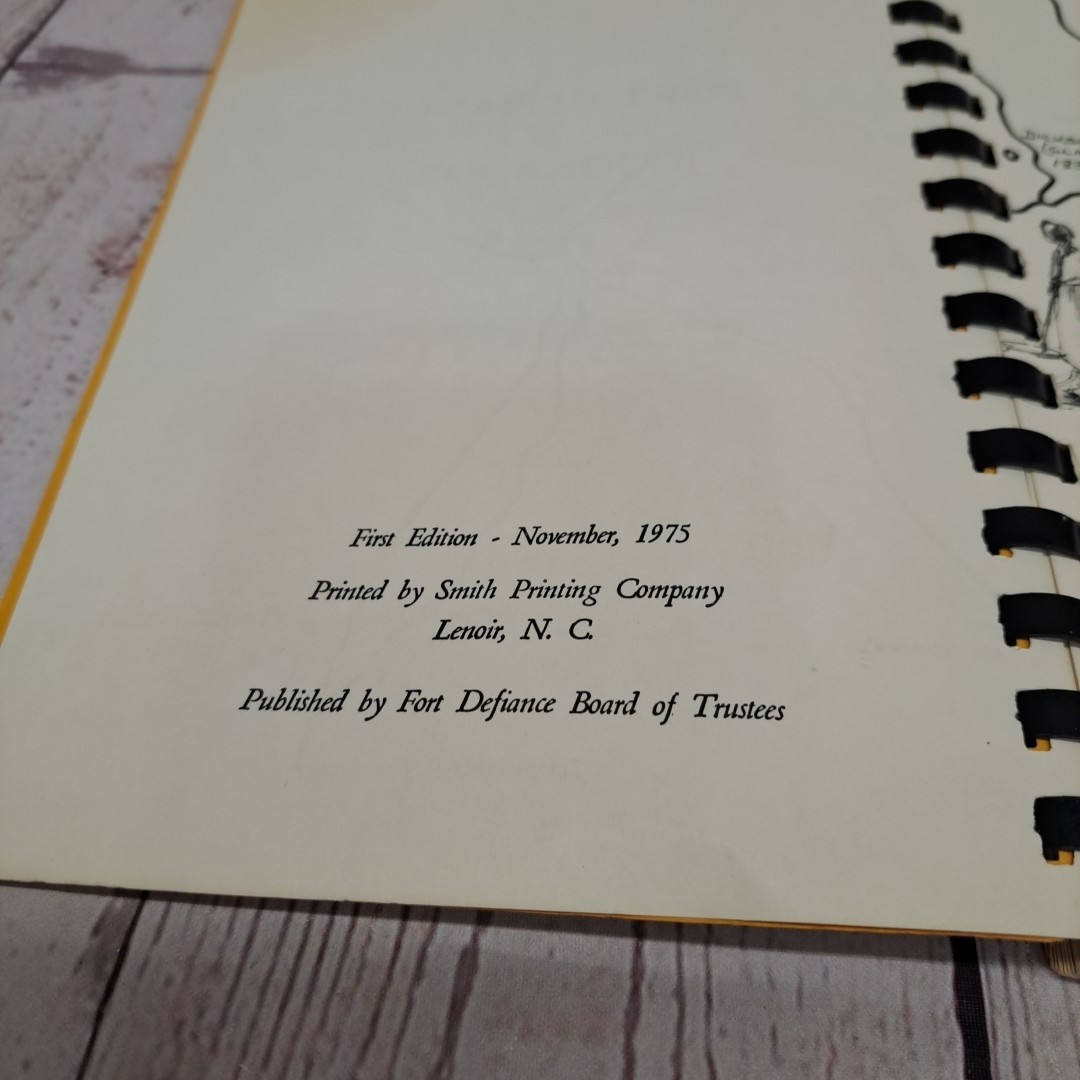 First Edition - November, 1975
Printed by Smith Printing Company
Lenoir, N. C.
Published by Fort Defiance Board of Trustees